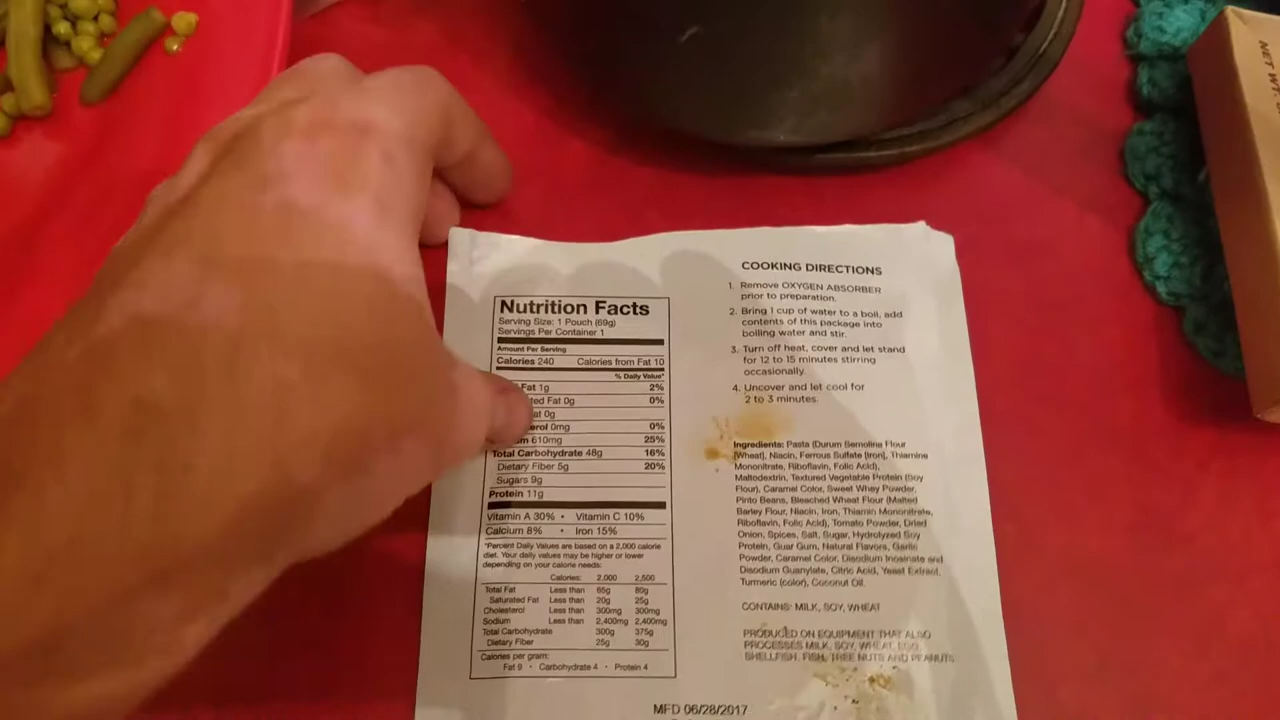 NET WT.
COOKING DIRECTIONS
1. Remove OXYGEN ABSORBER
prior to preparation.
2. Bring 1 cup of water to a boil, add
contents of this package into
boiling water and stir.
3. Turn off heat, cover and let stand
for 12 to 15 minutes stirring
occasionally.
4. Uncover and let cool for
2 to 3 minutes.
Nutrition Facts
Serving Size: 1 Pouch (69g)
Servings Per Container 1
Amount Per Serving
Calories 240 Calories from Fat 10
% Daily Value*
Fat 1g 2%
ted Fat 0g 0%
at 0g
erol 0mg 0%
m 610mg 25%
Total Carbohydrate 48g 16%
Dietary Fiber 5g 20%
Sugars 9g
Protein 11g
Vitamin A 30% • Vitamin C 10%
Calcium 8% • Iron 15%
*Percent Daily Values are based on a 2,000 calorie
diet. Your daily values may be higher or lower
depending on your calorie needs:
Calories: 2,000 2,500
Total Fat Less than 65g 80g
Saturated Fat Less than 20g 25g
Cholesterol Less than 300mg 300mg
Sodium Less than 2,400mg 2,400mg
Total Carbohydrate 300g 375g
Dietary Fiber 25g 30g
Calories per gram:
Fat 9 • Carbohydrate 4 • Protein 4
Ingredients: Pasta (Durum Semolina Flour
[Wheat], Niacin, Ferrous Sulfate [Iron], Thiamine
Mononitrate, Riboflavin, Folic Acid),
Maltodextrin, Textured Vegetable Protein (Soy
Flour), Caramel Color, Sweet Whey Powder,
Pinto Beans, Bleached Wheat Flour (Malted
Barley Flour, Niacin, Iron, Thiamin Mononitrate,
Riboflavin, Folic Acid), Tomato Powder, Dried
Onion, Spices, Salt, Sugar, Hydrolyzed Soy
Protein, Guar Gum, Natural Flavors, Garlic
Powder, Caramel Color, Disodium Inosinate and
Disodium Guanylate, Citric Acid, Yeast Extract,
Turmeric (color), Coconut Oil.
CONTAINS: MILK, SOY, WHEAT
PRODUCED ON EQUIPMENT THAT ALSO
PROCESSES MILK, SOY, WHEAT, EGG,
SHELLFISH, FISH, TREE NUTS AND PEANUTS
MFD 06/28/2017